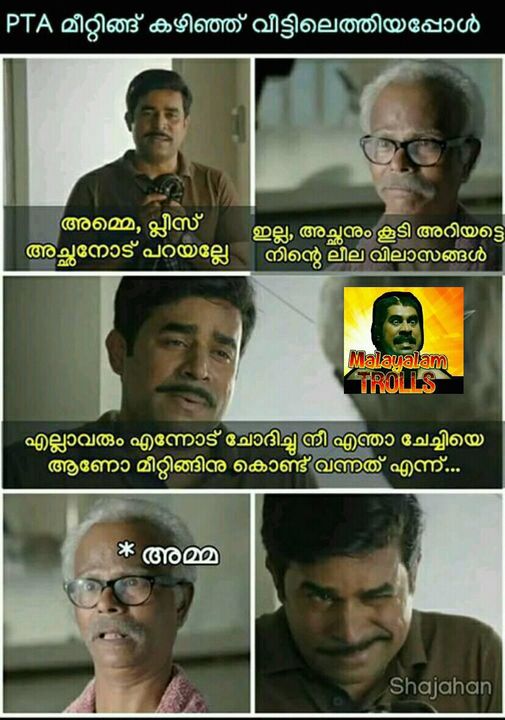 PTA മീറ്റിങ്ങ് കഴിഞ്ഞ് വീട്ടിലെത്തിയപ്പോൾ
അമ്മെ, പ്ലീസ്
അച്ഛനോട് പറയല്ലേ
ഇല്ല, അച്ഛനും കൂടി അറിയട്ടെ
നിന്റെ ലീല വിലാസങ്ങൾ
Malayalam
TROLLS
എല്ലാവരും എന്നോട് ചോദിച്ചു നീ എന്താ ചേച്ചിയെ
ആണോ മീറ്റിങ്ങിനു കൊണ്ട് വന്നത് എന്ന്...
* അമ്മ
Shajahan